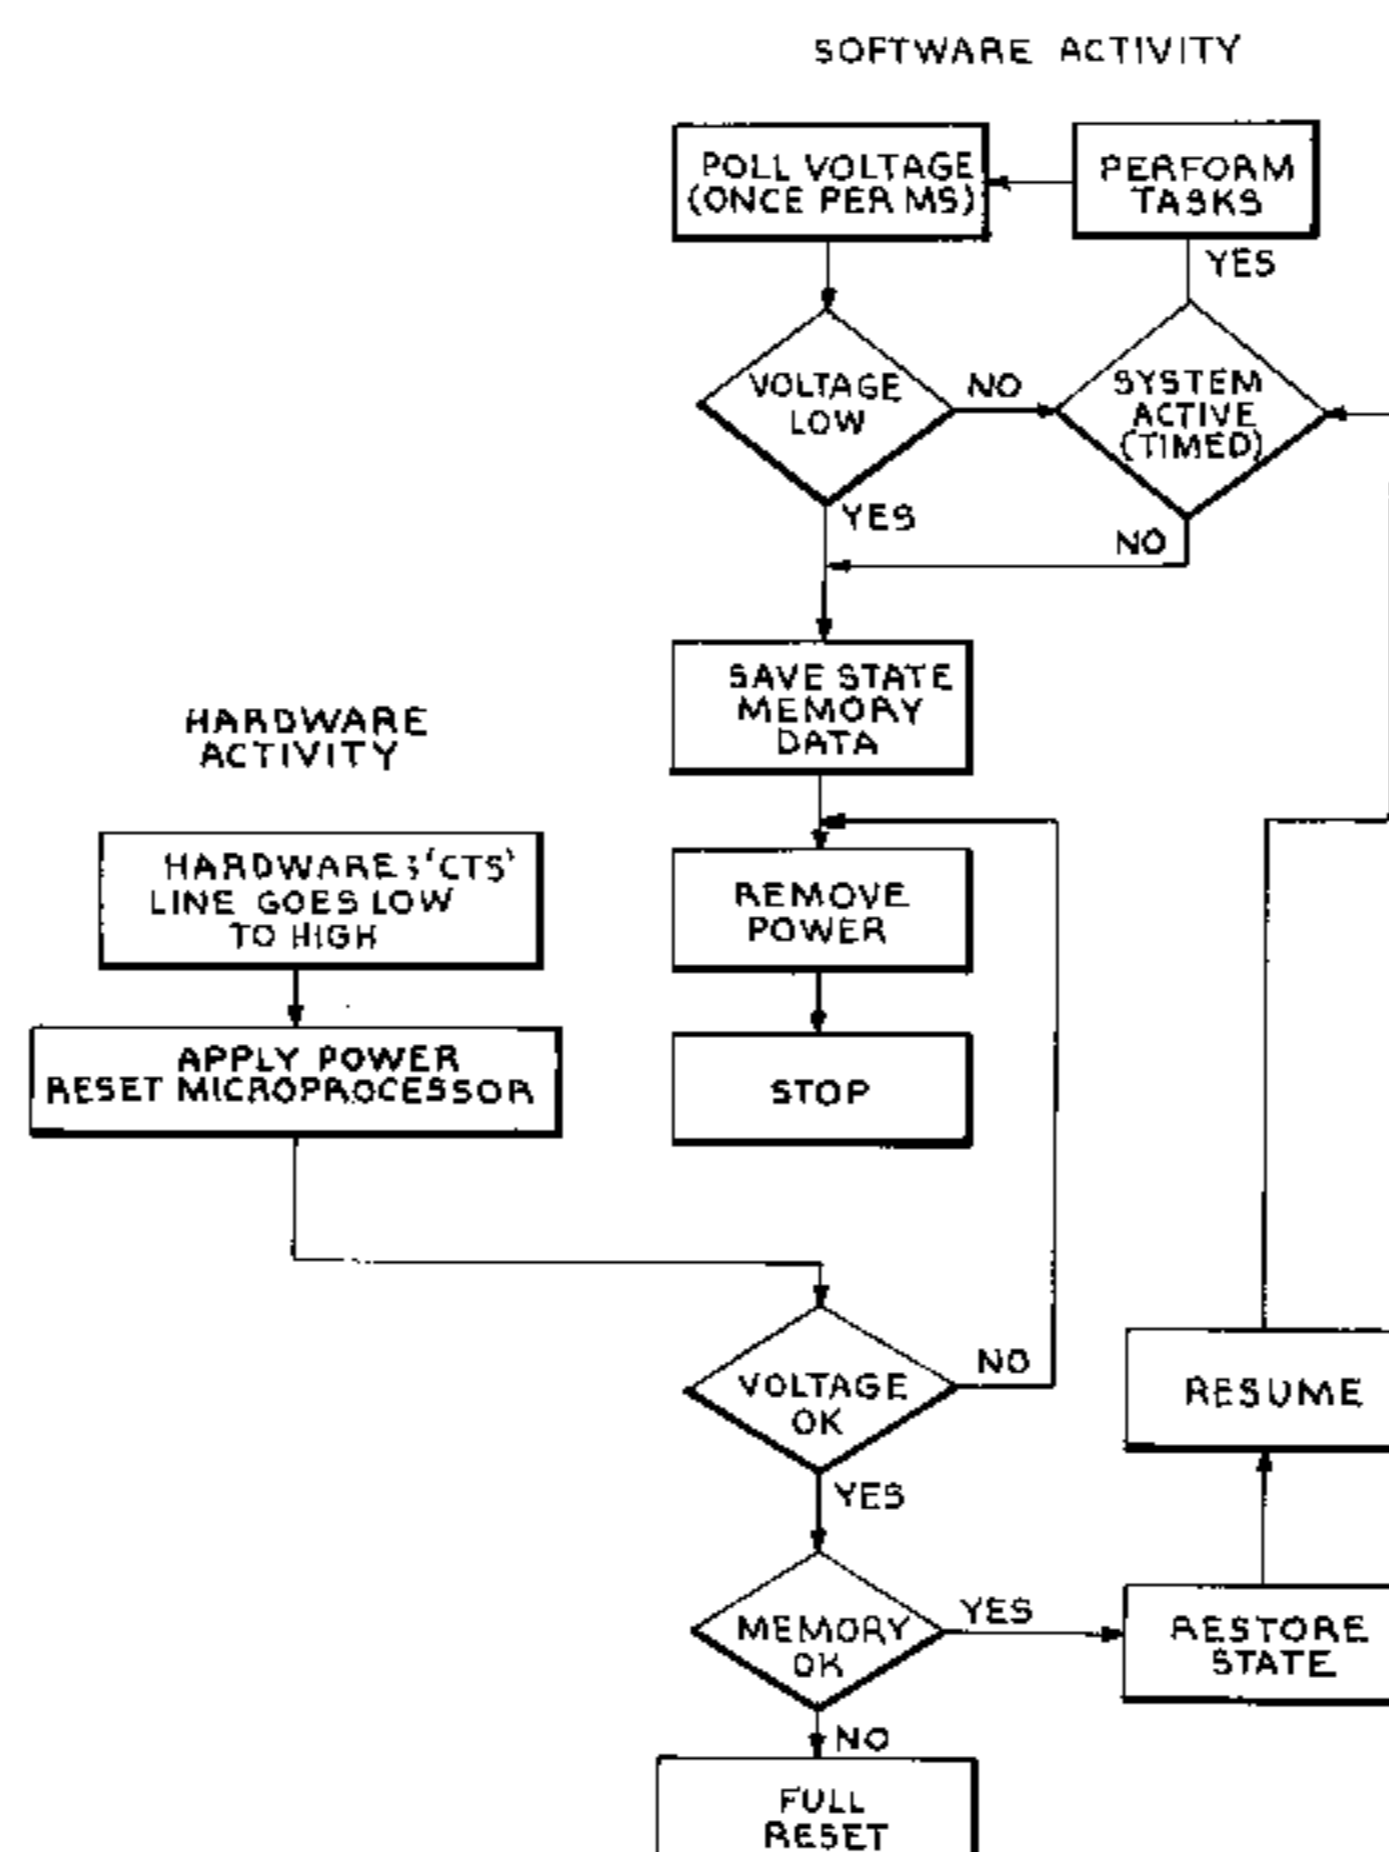 SOFTWARE ACTIVITY
POLL VOLTAGE
(ONCE PER MS)
PERFORM
TASKS
YES
VOLTAGE
LOW
NO
SYSTEM
ACTIVE
(TIMED)
YES
NO
SAVE STATE
MEMORY
DATA
HARDWARE
ACTIVITY
HARDWARE ;'CTS'
LINE GOES LOW
TO HIGH
REMOVE
POWER
APPLY POWER
RESET MICROPROCESSOR
STOP
VOLTAGE
OK
NO
RESUME
YES
MEMORY
OK
YES
RESTORE
STATE
NO
FULL
RESET